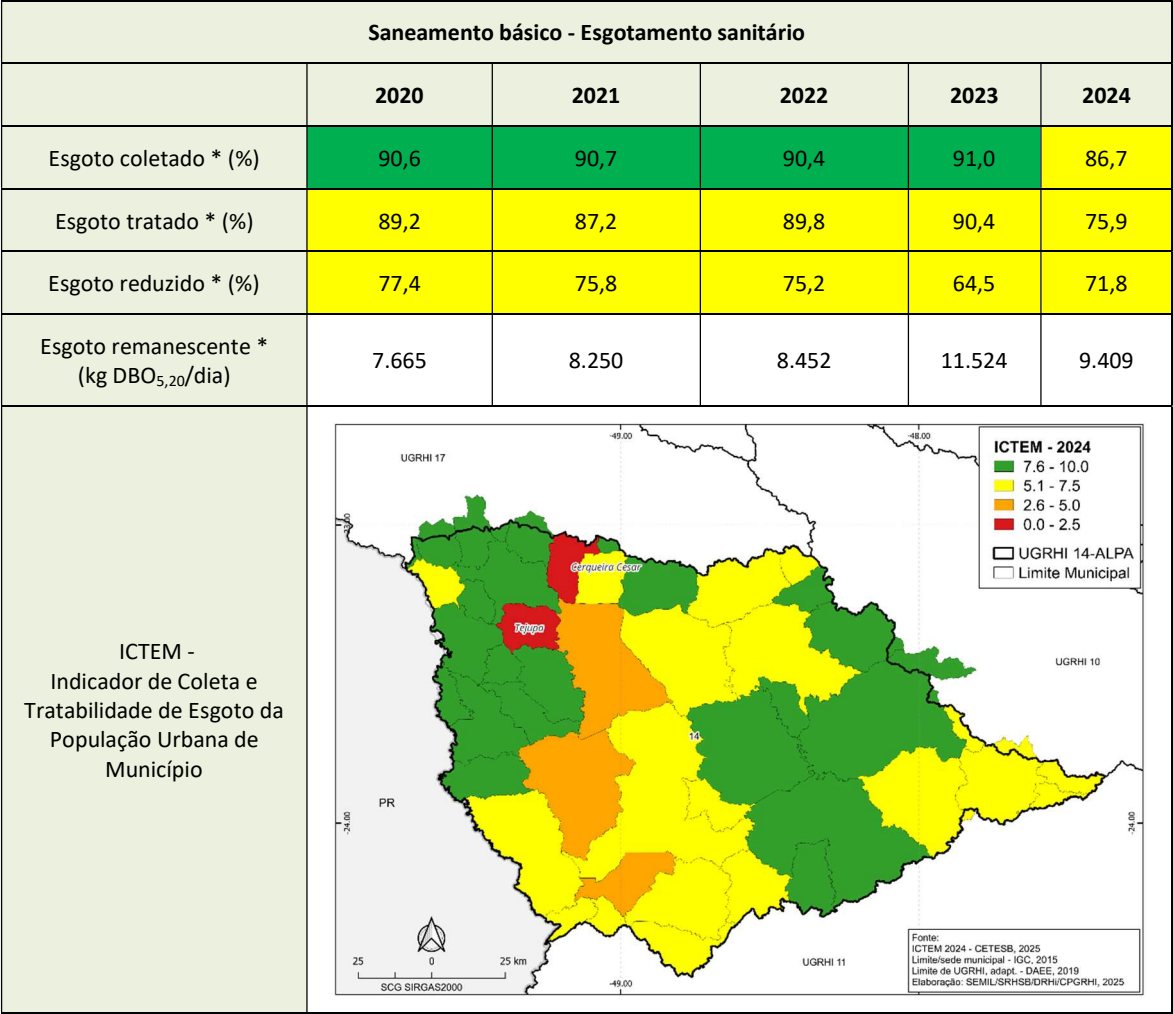 Saneamento básico - Esgotamento sanitário
2020 2021 2022 2023 2024
Esgoto coletado * (%) 90,6 90,7 90,4 91,0 86,7
Esgoto tratado * (%) 89,2 87,2 89,8 90,4 75,9
Esgoto reduzido * (%) 77,4 75,8 75,2 64,5 71,8
Esgoto remanescente *
(kg DBO5,20/dia) 7.665 8.250 8.452 11.524 9.409
ICTEM -
Indicador de Coleta e
Tratabilidade de Esgoto da
População Urbana de
Município
-49.00 -48.00
UGRHI 17
ICTEM - 2024
7.6 - 10.0
5.1 - 7.5
2.6 - 5.0
0.0 - 2.5
UGRHI 14-ALPA
Limite Municipal
-23.00
Cerqueira Cesar
Tejupa
UGRHI 10
14
PR
-24.00 -24.00
25 0 25 km
SCG SIRGAS2000
-49.00
UGRHI 11
Fonte:
ICTEM 2024 - CETESB, 2025
Limite/sede municipal - IGC, 2015
Limite de UGRHI, adapt. - DAEE, 2019
Elaboração: SEMIL/SRHSB/DRHi/CPGRHI, 2025